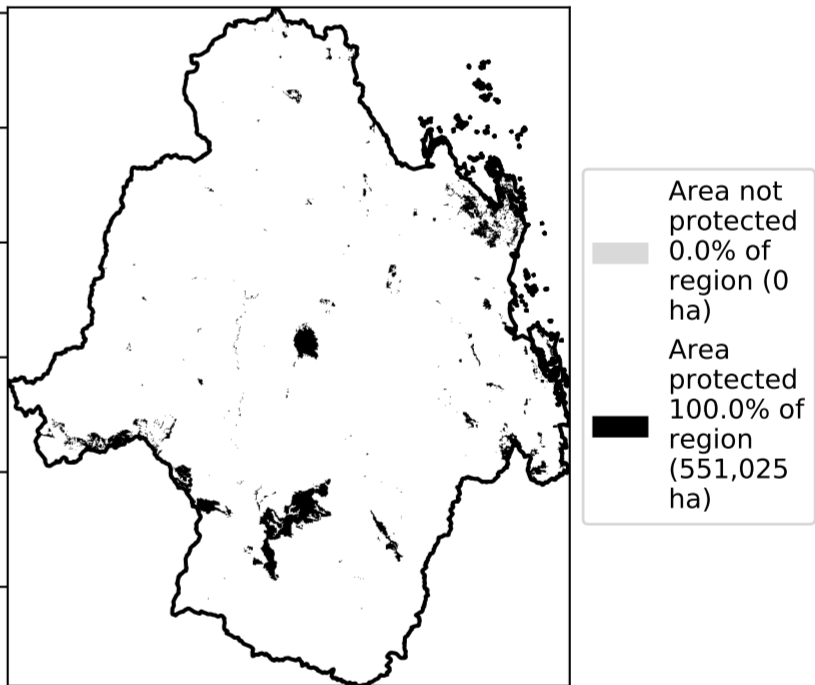 Area not
protected
0.0% of
region (0
ha)
Area
protected
100.0% of
region
(551,025
ha)